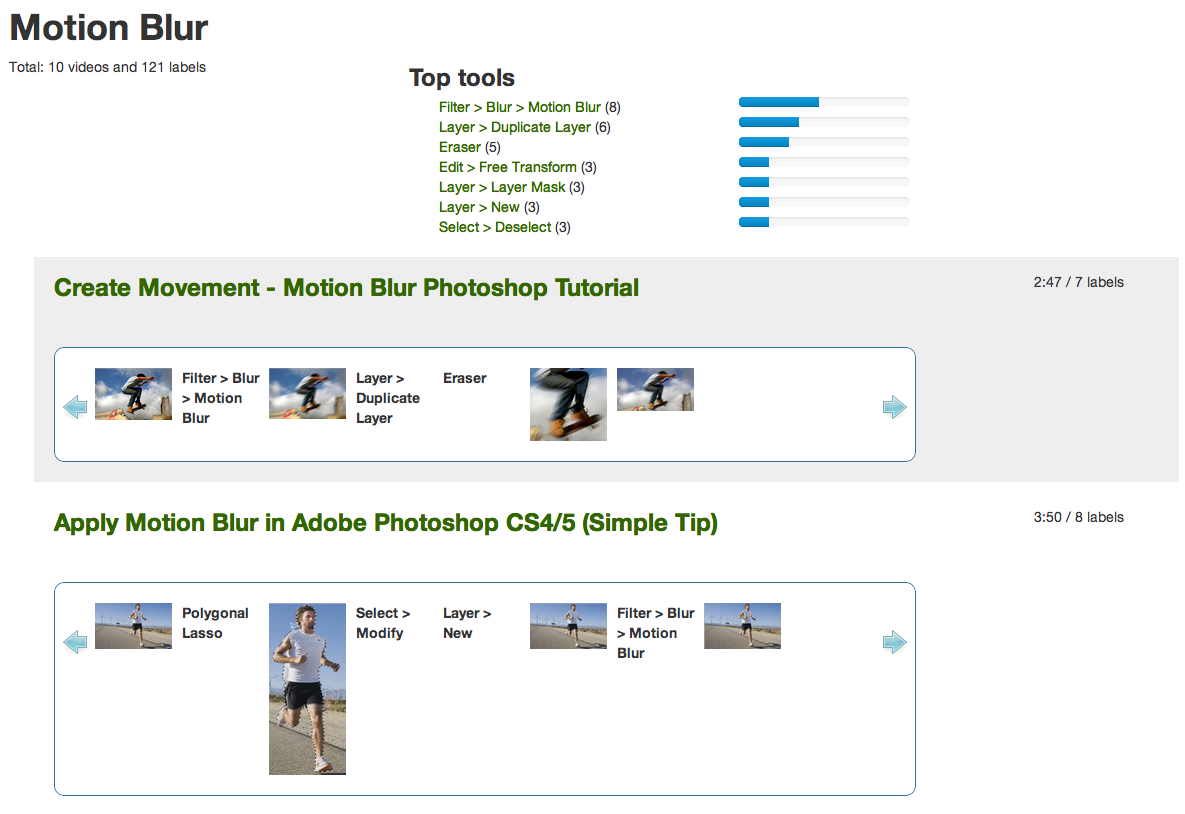 Motion Blur
Total: 10 videos and 121 labels
Top tools
Filter > Blur > Motion Blur (8)
Layer > Duplicate Layer (6)
Eraser (5)
Edit > Free Transform (3)
Layer > Layer Mask (3)
Layer > New (3)
Select > Deselect (3)
Create Movement - Motion Blur Photoshop Tutorial
2:47 / 7 labels
Filter > Blur
> Motion
Blur
Layer >
Duplicate
Layer
Eraser
Apply Motion Blur in Adobe Photoshop CS4/5 (Simple Tip)
3:50 / 8 labels
Polygonal
Lasso
Select >
Modify
Layer >
New
Filter > Blur
> Motion
Blur